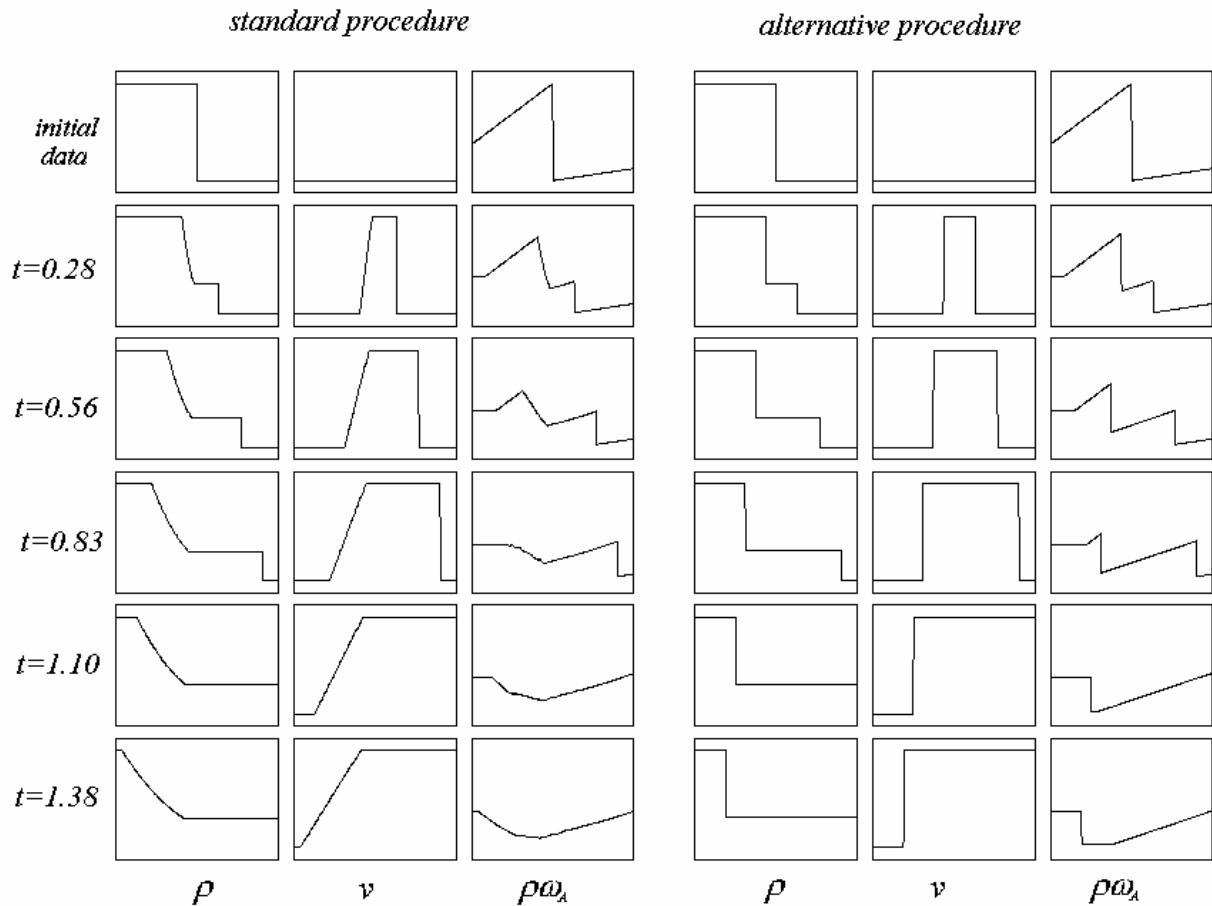 standard procedure
alternative procedure
initial
data
t=0.28
t=0.56
t=0.83
t=1.10
t=1.38
ρ
v
ρω_A
ρ
v
ρω_A